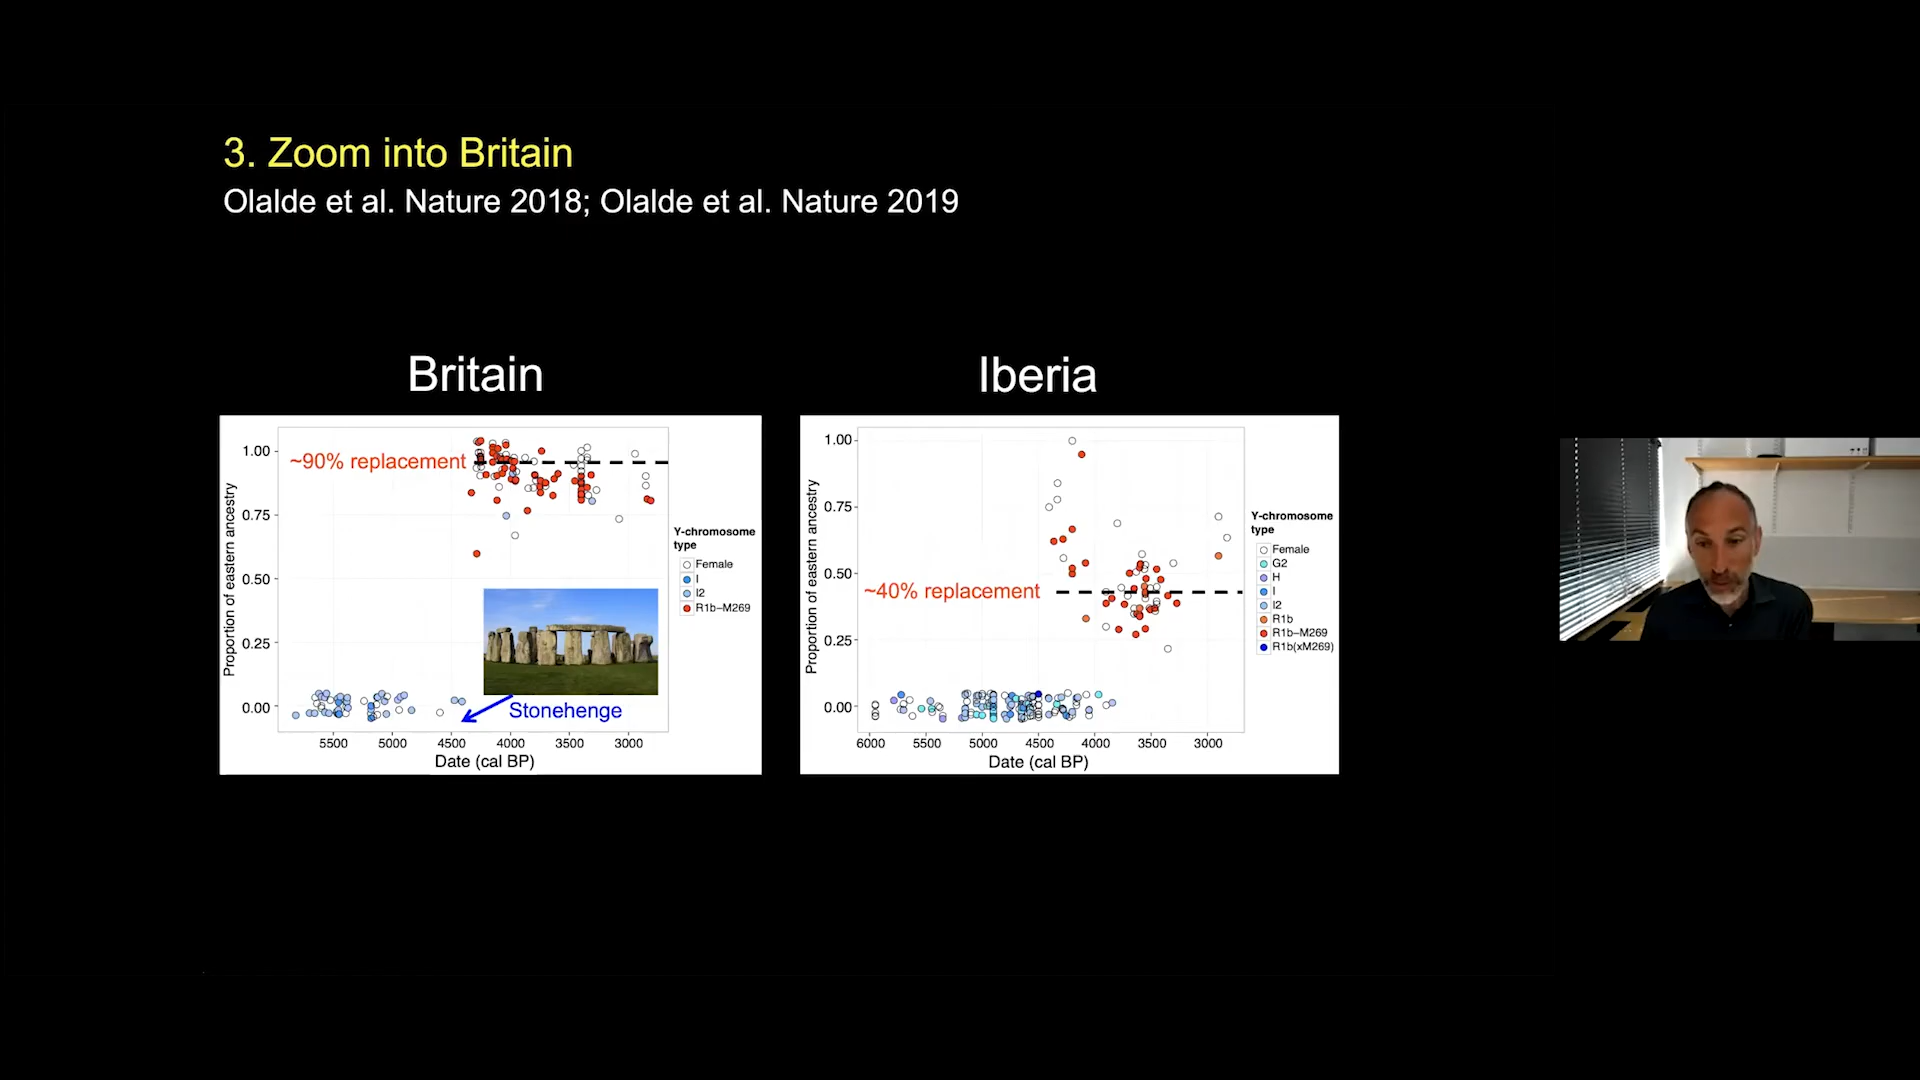 3. Zoom into Britain
Olalde et al. Nature 2018; Olalde et al. Nature 2019
Britain
Iberia
Proportion of eastern ancestry
1.00
0.75
0.50
0.25
0.00
~90% replacement
Stonehenge
5500 5000 4500 4000 3500 3000
Date (cal BP)
Y-chromosome
type
Female
I
I2
R1b–M269
Proportion of eastern ancestry
1.00
0.75
0.50
0.25
0.00
~40% replacement
6000 5500 5000 4500 4000 3500 3000
Date (cal BP)
Y-chromosome
type
Female
G2
H
I
I2
R1b
R1b–M269
R1b(xM269)